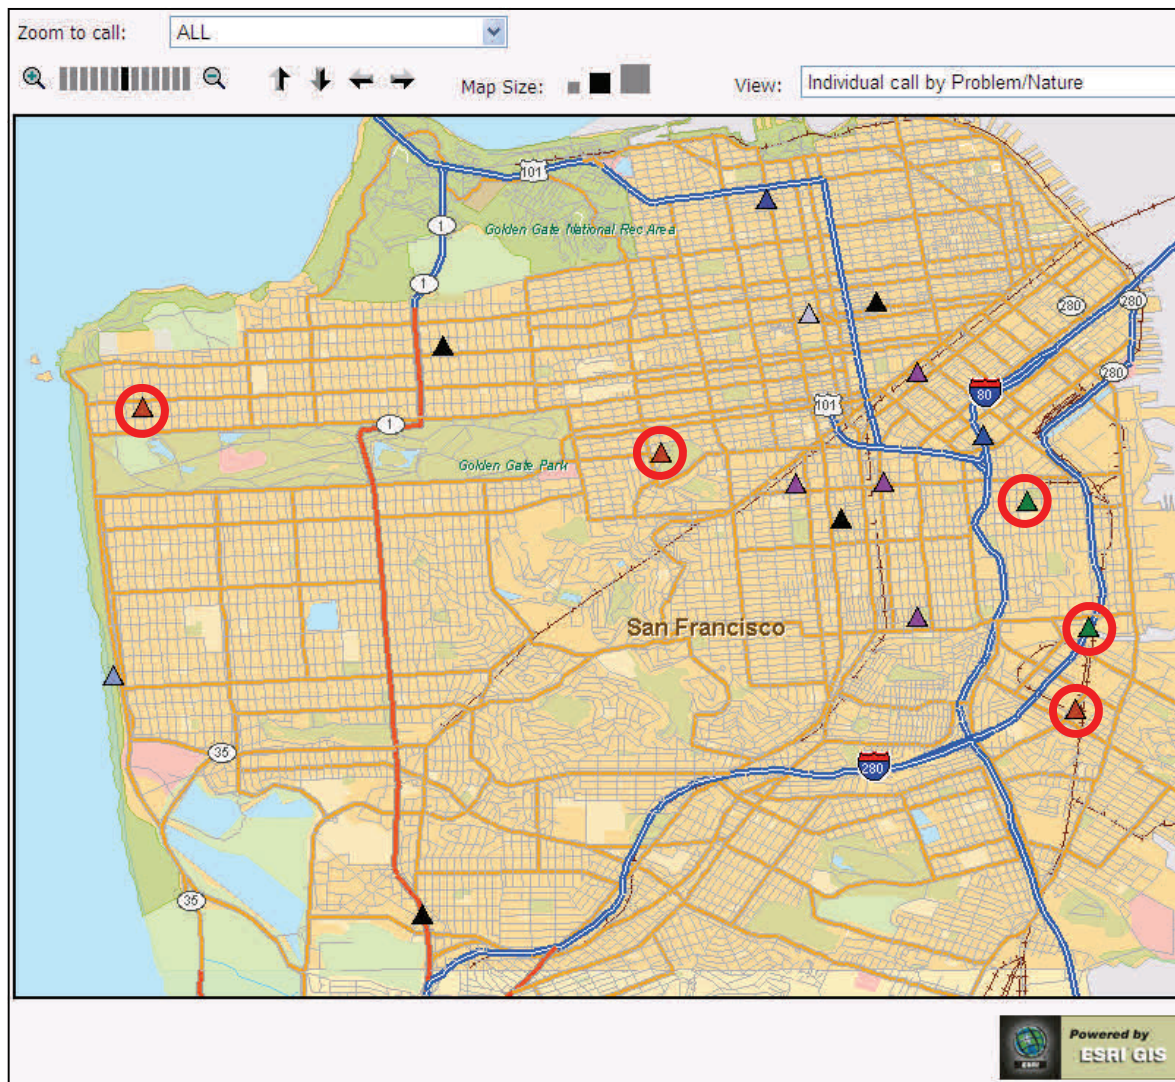 Zoom to call: ALL
Map Size: View: Individual call by Problem/Nature
101
1
Golden Gate National Rec Area
1
280
280
280
80
101
1
Golden Gate Park
San Francisco
35
280
35
Powered by
ESRI
ESRI GIS